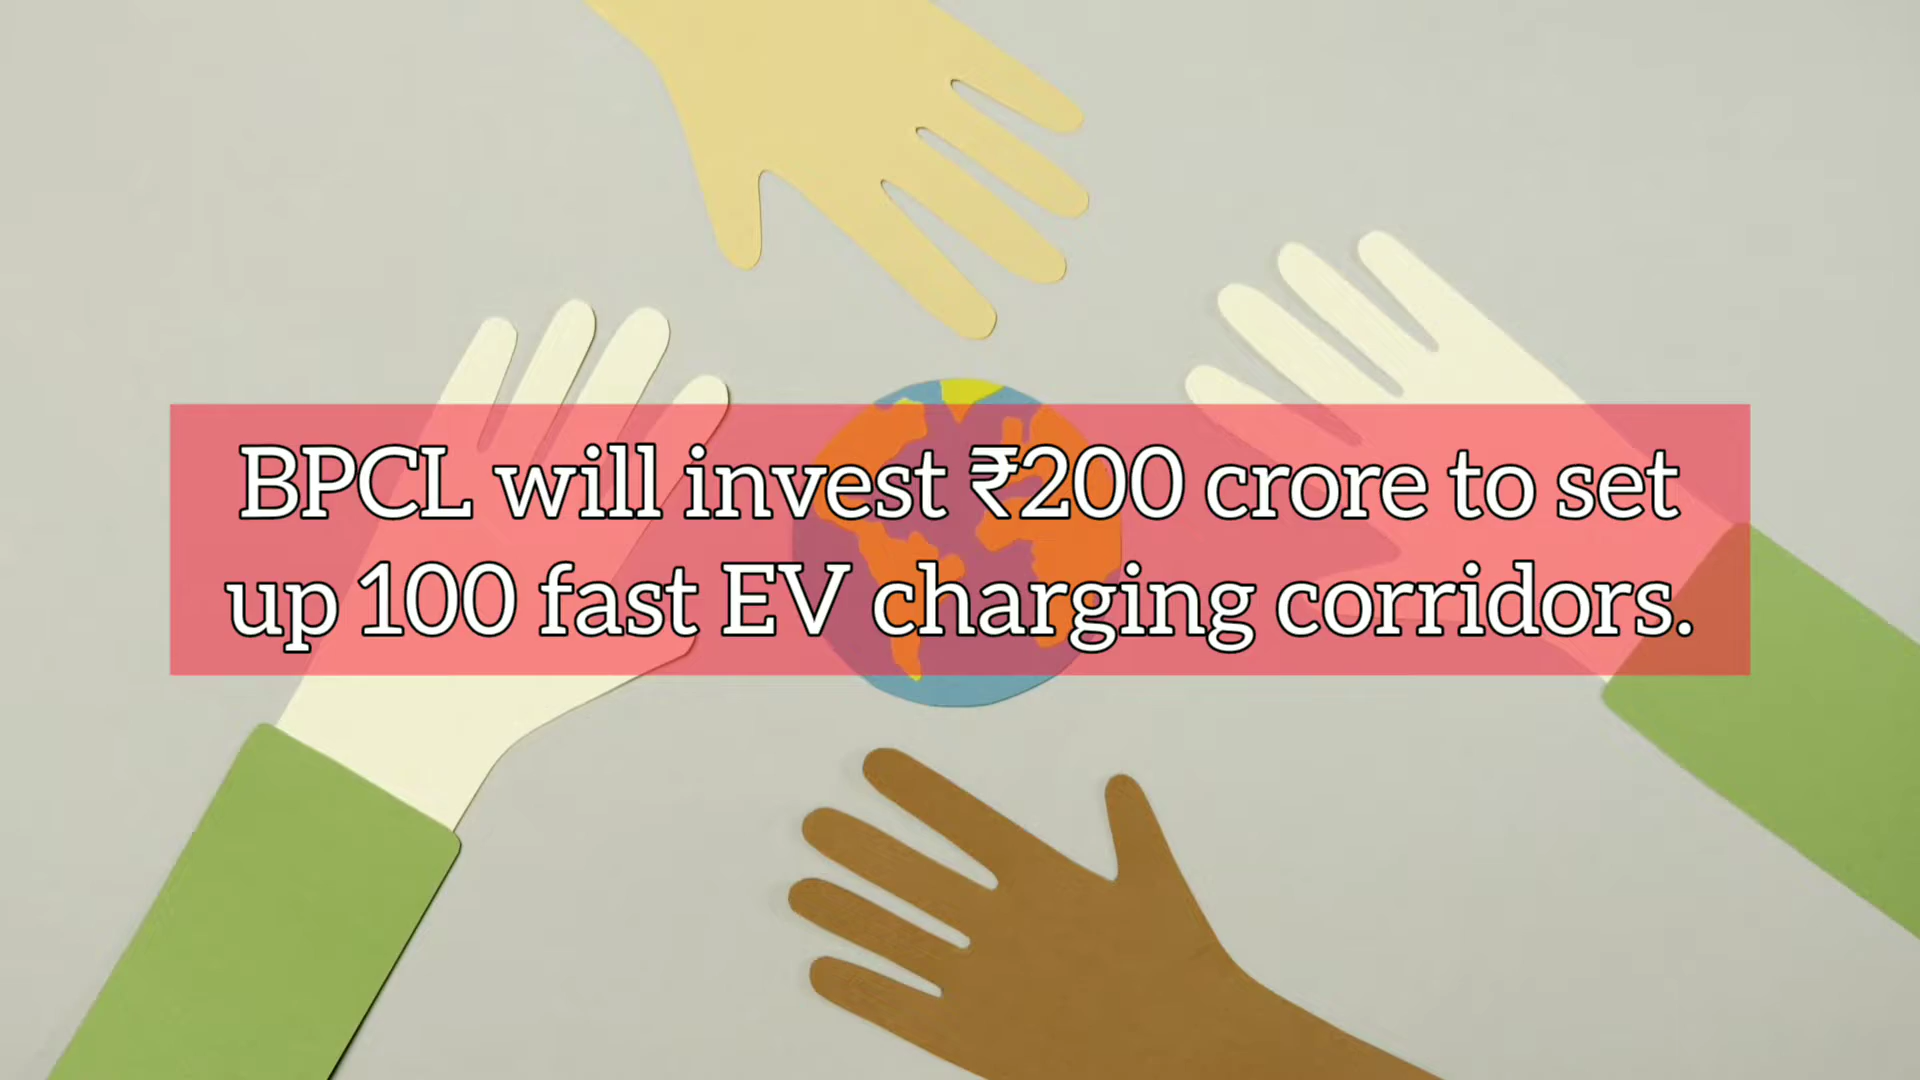 BPCL will invest ₹200 crore to set
up 100 fast EV charging corridors.